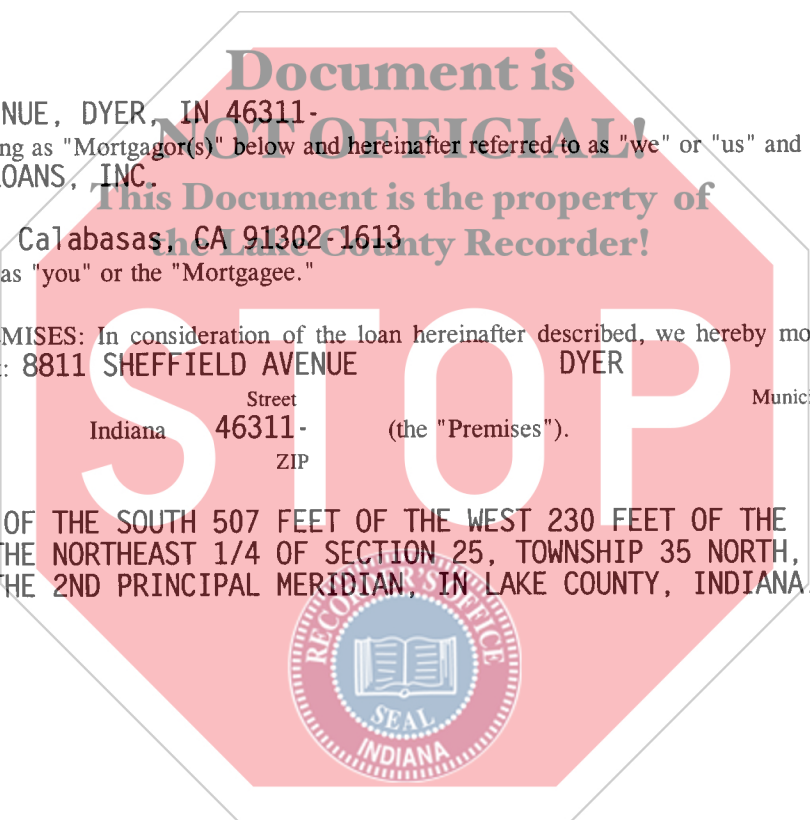 Document is
NUE, DYER, IN 46311-
NOT OFFICIAL!
ng as "Mortgagor(s)" below and hereinafter referred to as "we" or "us" and
OANS, INC.
This Document is the property of
Calabasas, CA 91302-1613
the Lake County Recorder!
as "you" or the "Mortgagee."
MISES: In consideration of the loan hereinafter described, we hereby mo
: 8811 SHEFFIELD AVENUE DYER
Street Munici
Indiana 46311- (the "Premises").
ZIP
STOP
OF THE SOUTH 507 FEET OF THE WEST 230 FEET OF THE
THE NORTHEAST 1/4 OF SECTION 25, TOWNSHIP 35 NORTH,
THE 2ND PRINCIPAL MERIDIAN, IN LAKE COUNTY, INDIANA.
RECORDER'S OFFICE
SEAL
INDIANA